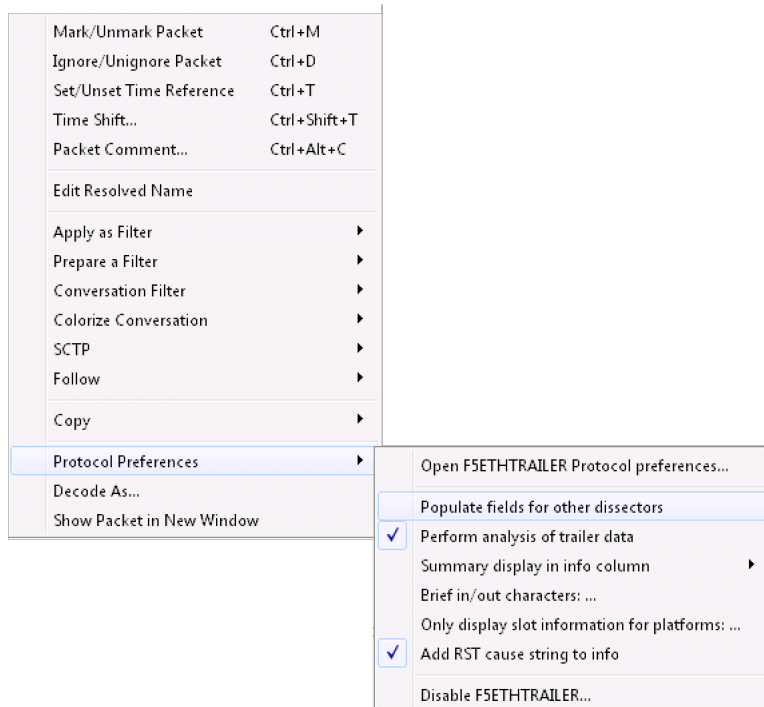 Mark/Unmark Packet Ctrl+M
Ignore/Unignore Packet Ctrl+D
Set/Unset Time Reference Ctrl+T
Time Shift... Ctrl+Shift+T
Packet Comment... Ctrl+Alt+C
Edit Resolved Name
Apply as Filter
Prepare a Filter
Conversation Filter
Colorize Conversation
SCTP
Follow
Copy
Protocol Preferences
Decode As...
Show Packet in New Window
Open F5ETHTRAILER Protocol preferences...
Populate fields for other dissectors
Perform analysis of trailer data
Summary display in info column
Brief in/out characters: ...
Only display slot information for platforms: ...
Add RST cause string to info
Disable F5ETHTRAILER...